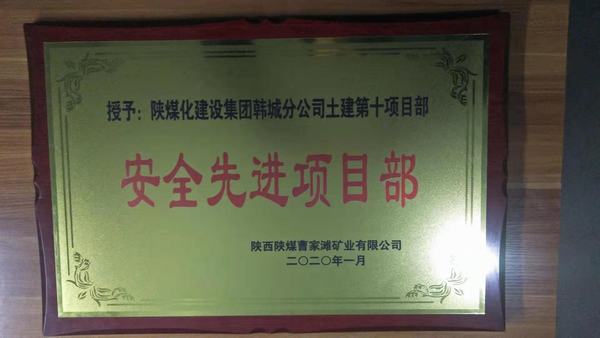 授予：陕煤化建设集团韩城分公司土建第十项目部
安全先进项目部
陕西陕煤曹家滩矿业有限公司
二〇二〇年一月